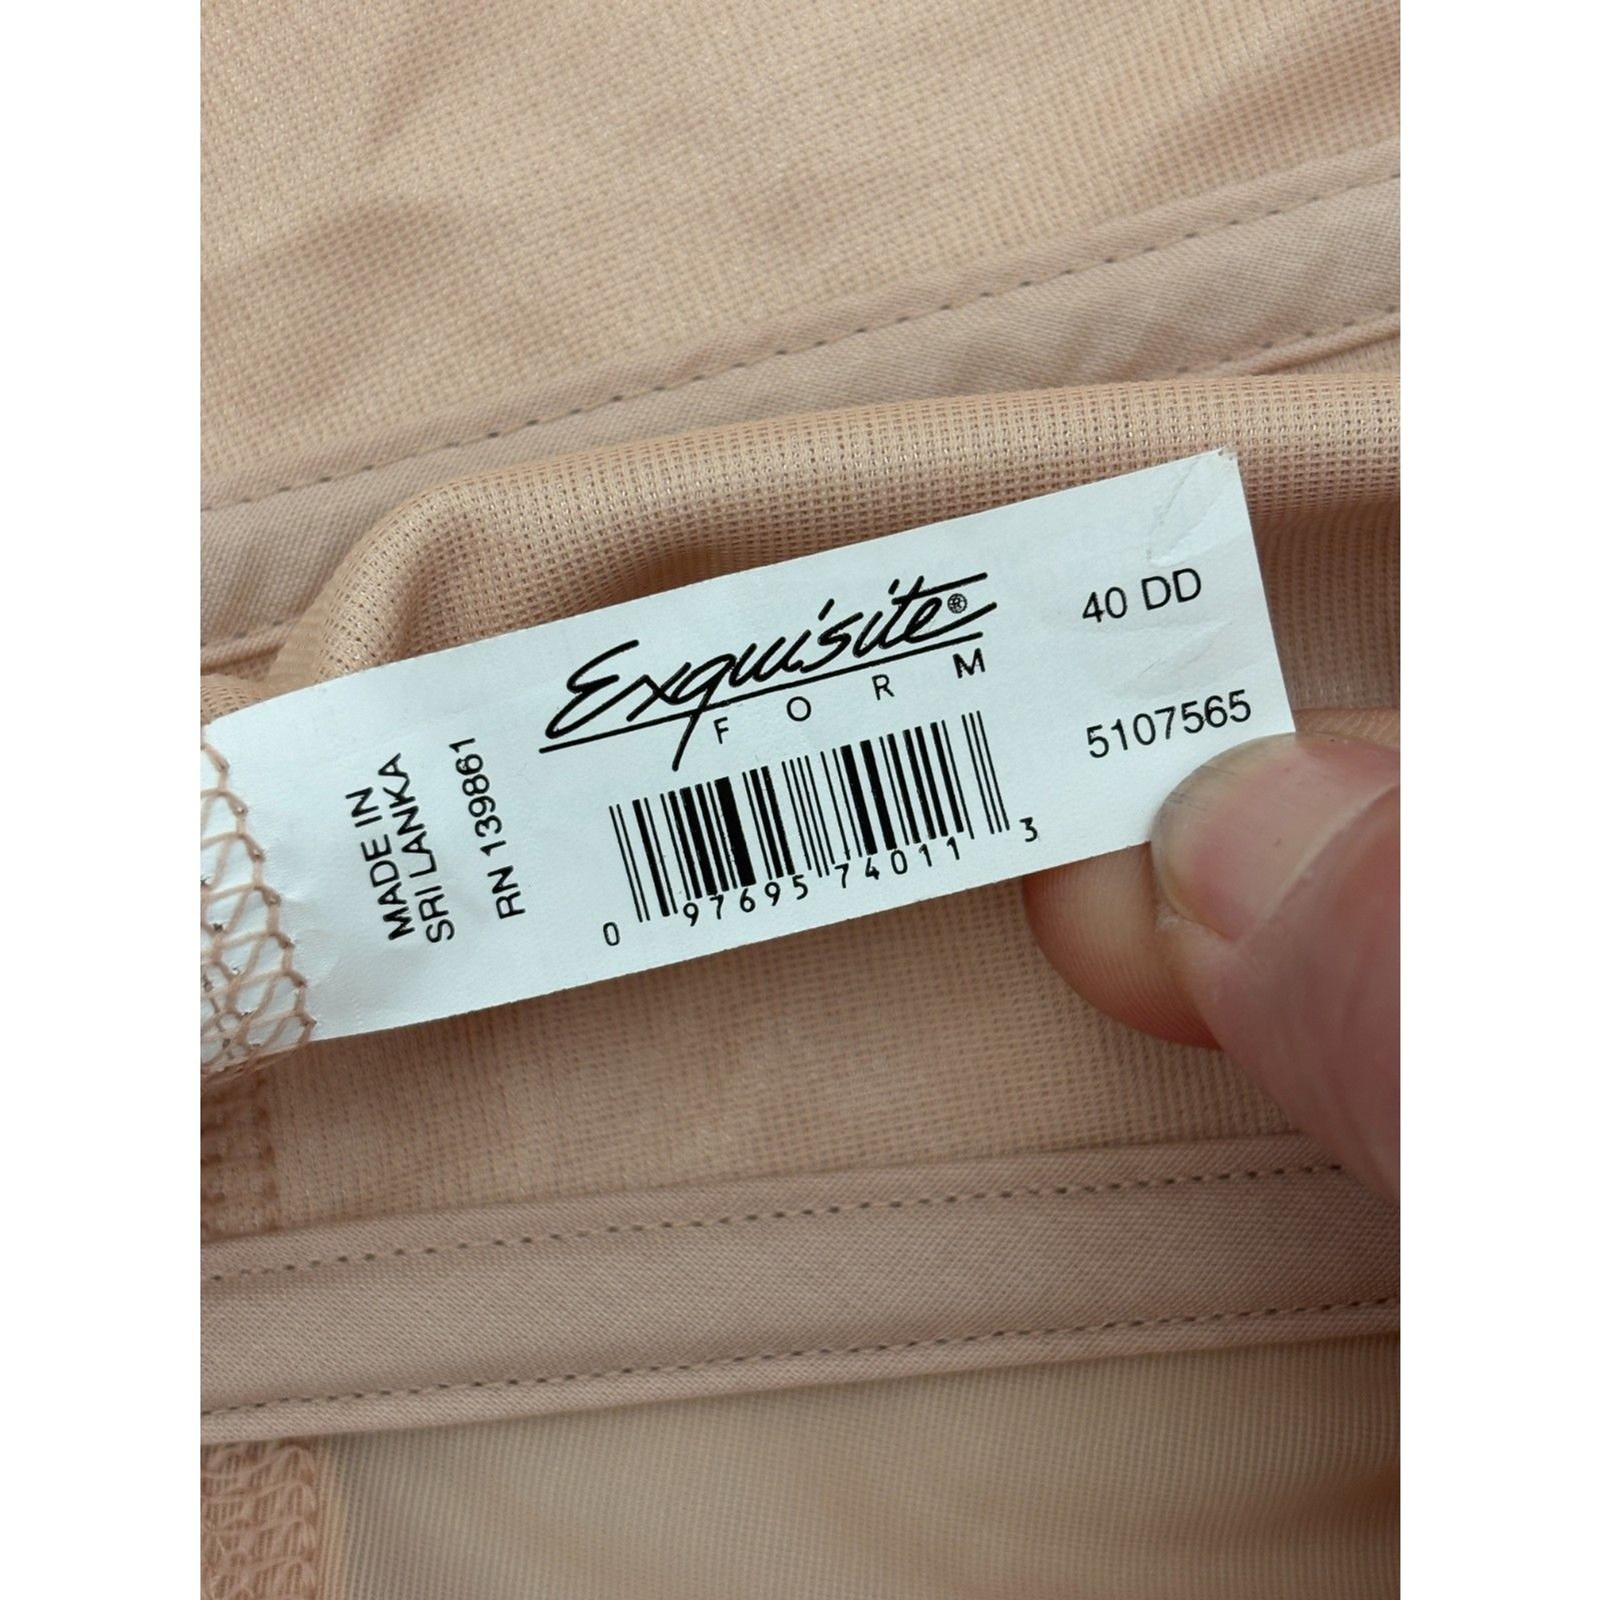 Exquisite®
FORM
40 DD
5107565
MADE IN
SRI LANKA
RN 139861
0 97695 74011 3